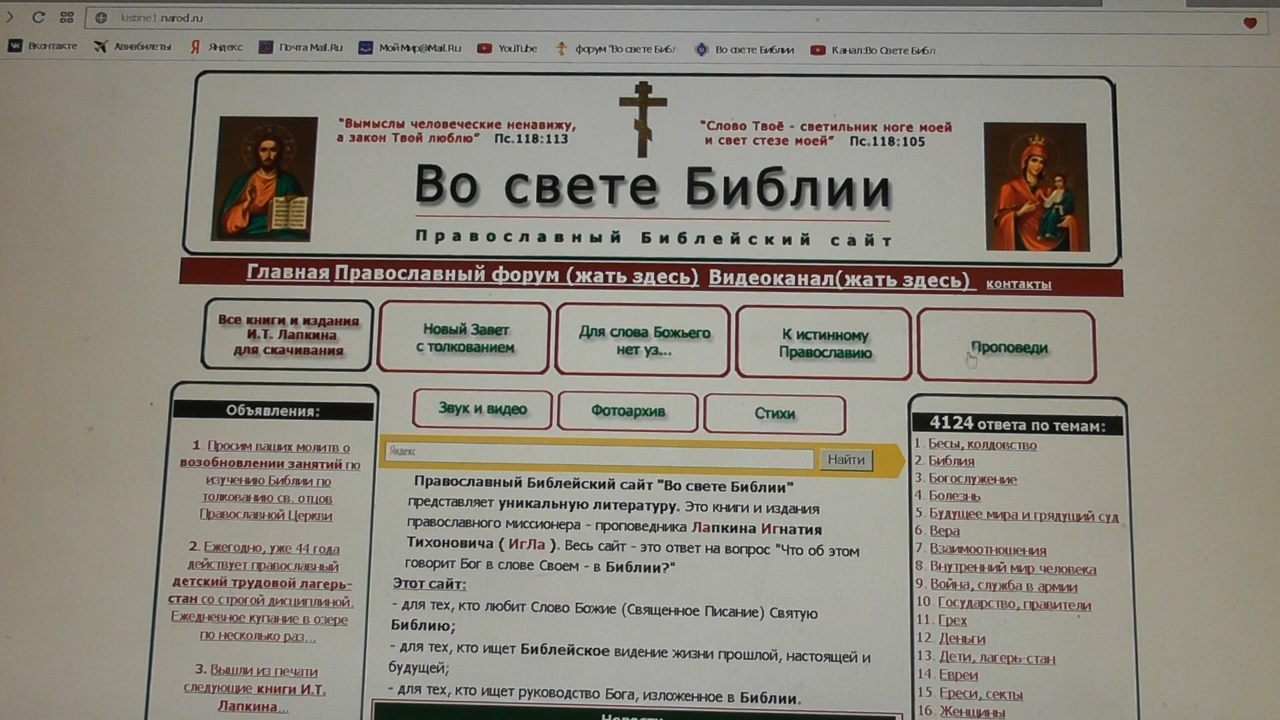 kistine1.narod.ru
Вконтакте Авиабилеты Яндекс Почта Mail.Ru МойМир@Mail.Ru YouTube форум "Во свете Библ Во свете Библии Канал:Во Свете Библ
"Вымыслы человеческие ненавижу,
а закон Твой люблю" Пс.118:113
"Слово Твоё - светильник ноге моей
и свет стезе моей" Пс.118:105
Во свете Библии
Православный Библейский сайт
Главная Православный форум (жать здесь) Видеоканал(жать здесь) контакты
Все книги и издания
И.Т. Лапкина
для скачивания
Новый Завет
с толкованием
Для слова Божьего
нет уз...
К истинному
Православию
Проповеди
Звук и видео
Фотоархив
Стихи
Объявления:
1. Просим ваших молитв о
возобновлении занятий по
изучению Библии по
толкованию св. отцов
Православной Церкви
2. Ежегодно, уже 44 года
действует православный
детский трудовой лагерь-
стан со строгой дисциплиной.
Ежедневное купание в озере
по несколько раз...
3. Вышли из печати
следующие книги И.Т.
Лапкина...
Яндекс
Найти
Православный Библейский сайт "Во свете Библии"
представляет уникальную литературу. Это книги и издания
православного миссионера - проповедника Лапкина Игнатия
Тихоновича ( ИгЛа ). Весь сайт - это ответ на вопрос "Что об этом
говорит Бог в слове Своем - в Библии?"
Этот сайт:
- для тех, кто любит Слово Божие (Священное Писание) Святую
Библию;
- для тех, кто ищет Библейское видение жизни прошлой, настоящей и
будущей;
- для тех, кто ищет руководство Бога, изложенное в Библии.
Новости
4124 ответа по темам:
1. Бесы, колдовство
2. Библия
3. Богослужение
4. Болезнь
5. Будущее мира и грядущий суд
6. Вера
7. Взаимоотношения
8. Внутренний мир человека
9. Война, служба в армии
10. Государство, правители
11. Грех
12. Деньги
13. Дети, лагерь-стан
14. Евреи
15. Ереси, секты
16. Женщины